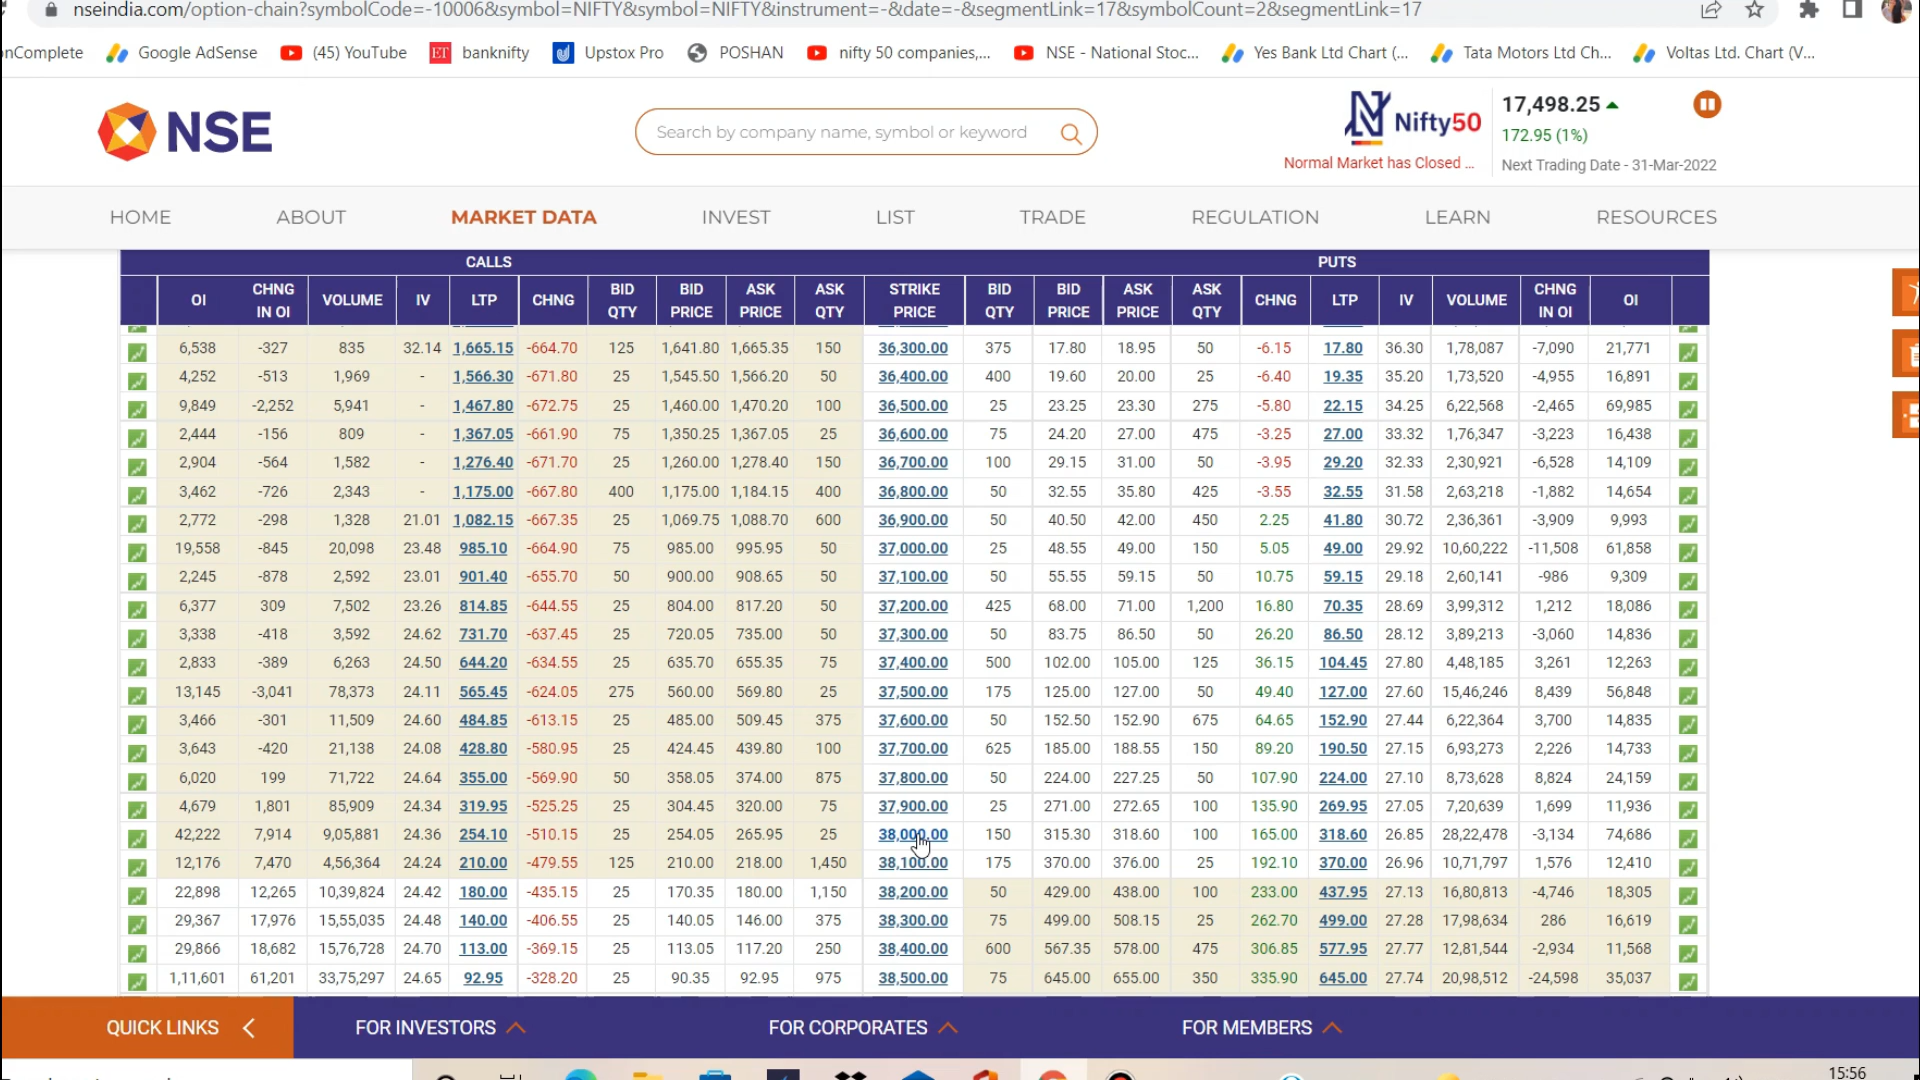 nseindia.com/option-chain?symbolCode=-10006&symbol=NIFTY&symbol=NIFTY&instrument=-&date=-&segmentLink=17&symbolCount=2&segmentLink=17
nComplete Google AdSense (45) YouTube ET banknifty Upstox Pro POSHAN nifty 50 companies,... NSE - National Stoc... Yes Bank Ltd Chart (... Tata Motors Ltd Ch... Voltas Ltd. Chart (V...
NSE Search by company name, symbol or keyword Nifty50 17,498.25
172.95 (1%)
Normal Market has Closed ... Next Trading Date - 31-Mar-2022
HOME ABOUT MARKET DATA INVEST LIST TRADE REGULATION LEARN RESOURCES
CALLS PUTS
OI CHNG IN OI VOLUME IV LTP CHNG BID QTY BID PRICE ASK PRICE ASK QTY STRIKE PRICE BID QTY BID PRICE ASK PRICE ASK QTY CHNG LTP IV VOLUME CHNG IN OI OI
6,538 -327 835 32.14 1,665.15 -664.70 125 1,641.80 1,665.35 150 36,300.00 375 17.80 18.95 50 -6.15 17.80 36.30 1,78,087 -7,090 21,771
4,252 -513 1,969 - 1,566.30 -671.80 25 1,545.50 1,566.20 50 36,400.00 400 19.60 20.00 25 -6.40 19.35 35.20 1,73,520 -4,955 16,891
9,849 -2,252 5,941 - 1,467.80 -672.75 25 1,460.00 1,470.20 100 36,500.00 25 23.25 23.30 275 -5.80 22.15 34.25 6,22,568 -2,465 69,985
2,444 -156 809 - 1,367.05 -661.90 75 1,350.25 1,367.05 25 36,600.00 75 24.20 27.00 475 -3.25 27.00 33.32 1,76,347 -3,223 16,438
2,904 -564 1,582 - 1,276.40 -671.70 25 1,260.00 1,278.40 150 36,700.00 100 29.15 31.00 50 -3.95 29.20 32.33 2,30,921 -6,528 14,109
3,462 -726 2,343 - 1,175.00 -667.80 400 1,175.00 1,184.15 400 36,800.00 50 32.55 35.80 425 -3.55 32.55 31.58 2,63,218 -1,882 14,654
2,772 -298 1,328 21.01 1,082.15 -667.35 25 1,069.75 1,088.70 600 36,900.00 50 40.50 42.00 450 2.25 41.80 30.72 2,36,361 -3,909 9,993
19,558 -845 20,098 23.48 985.10 -664.90 75 985.00 995.95 50 37,000.00 25 48.55 49.00 150 5.05 49.00 29.92 10,60,222 -11,508 61,858
2,245 -878 2,592 23.01 901.40 -655.70 50 900.00 908.65 50 37,100.00 50 55.55 59.15 50 10.75 59.15 29.18 2,60,141 -986 9,309
6,377 309 7,502 23.26 814.85 -644.55 25 804.00 817.20 50 37,200.00 425 68.00 71.00 1,200 16.80 70.35 28.69 3,99,312 1,212 18,086
3,338 -418 3,592 24.62 731.70 -637.45 25 720.05 735.00 50 37,300.00 50 83.75 86.50 50 26.20 86.50 28.12 3,89,213 -3,060 14,836
2,833 -389 6,263 24.50 644.20 -634.55 25 635.70 655.35 75 37,400.00 500 102.00 105.00 125 36.15 104.45 27.80 4,48,185 3,261 12,263
13,145 -3,041 78,373 24.11 565.45 -624.05 275 560.00 569.80 25 37,500.00 175 125.00 127.00 50 49.40 127.00 27.60 15,46,246 8,439 56,848
3,466 -301 11,509 24.60 484.85 -613.15 25 485.00 509.45 375 37,600.00 50 152.50 152.90 675 64.65 152.90 27.44 6,22,364 3,700 14,835
3,643 -420 21,138 24.08 428.80 -580.95 25 424.45 439.80 100 37,700.00 625 185.00 188.55 150 89.20 190.50 27.15 6,93,273 2,226 14,733
6,020 199 71,722 24.64 355.00 -569.90 50 358.05 374.00 875 37,800.00 50 224.00 227.25 50 107.90 224.00 27.10 8,73,628 8,824 24,159
4,679 1,801 85,909 24.34 319.95 -525.25 25 304.45 320.00 75 37,900.00 25 271.00 272.65 100 135.90 269.95 27.05 7,20,639 1,699 11,936
42,222 7,914 9,05,881 24.36 254.10 -510.15 25 254.05 265.95 25 38,000.00 150 315.30 318.60 100 165.00 318.60 26.85 28,22,478 -3,134 74,686
12,176 7,470 4,56,364 24.24 210.00 -479.55 125 210.00 218.00 1,450 38,100.00 175 370.00 376.00 25 192.10 370.00 26.96 10,71,797 1,576 12,410
22,898 12,265 10,39,824 24.42 180.00 -435.15 25 170.35 180.00 1,150 38,200.00 50 429.00 438.00 100 233.00 437.95 27.13 16,80,813 -4,746 18,305
29,367 17,976 15,55,035 24.48 140.00 -406.55 25 140.05 146.00 375 38,300.00 75 499.00 508.15 25 262.70 499.00 27.28 17,98,634 286 16,619
29,866 18,682 15,76,728 24.70 113.00 -369.15 25 113.05 117.20 250 38,400.00 600 567.35 578.00 475 306.85 577.95 27.77 12,81,544 -2,934 11,568
1,11,601 61,201 33,75,297 24.65 92.95 -328.20 25 90.35 92.95 975 38,500.00 75 645.00 655.00 350 335.90 645.00 27.74 20,98,512 -24,598 35,037
QUICK LINKS FOR INVESTORS FOR CORPORATES FOR MEMBERS
15:56